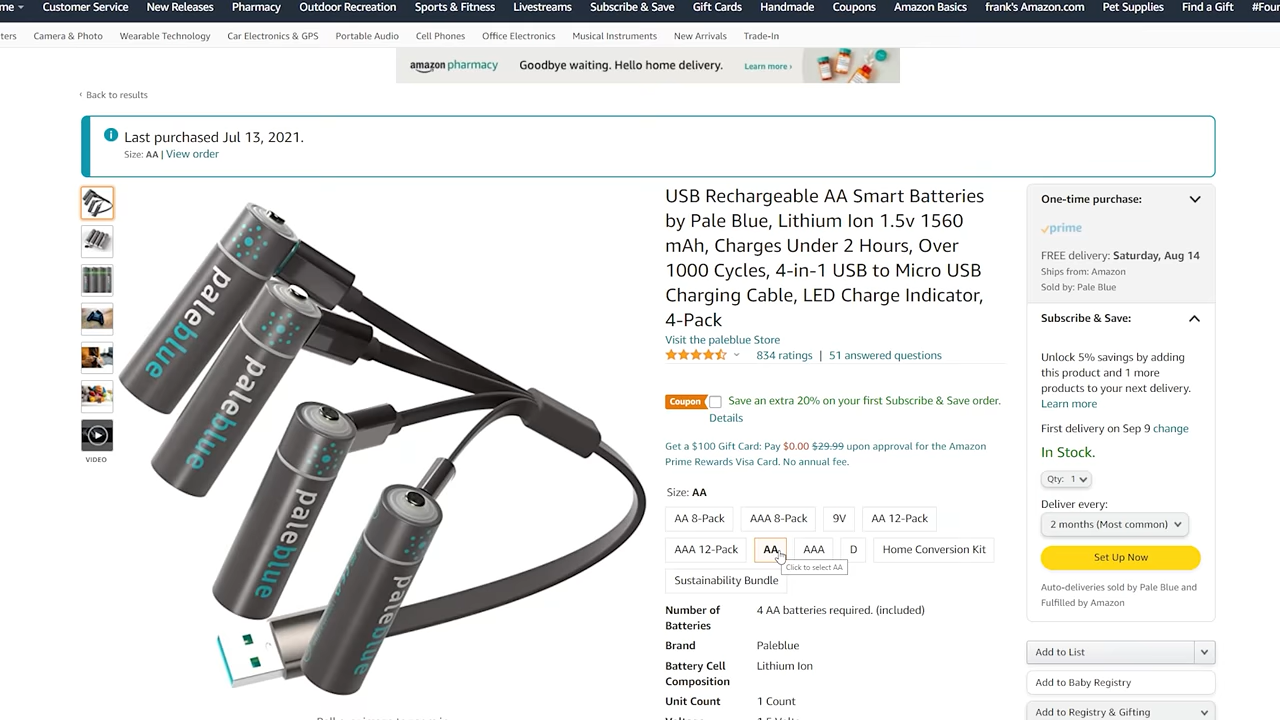 me Customer Service New Releases Pharmacy Outdoor Recreation Sports & Fitness Livestreams Subscribe & Save Gift Cards Handmade Coupons Amazon Basics frank's Amazon.com Pet Supplies Find a Gift #Foun
ters Camera & Photo Wearable Technology Car Electronics & GPS Portable Audio Cell Phones Office Electronics Musical Instruments New Arrivals Trade-In
amazon pharmacy Goodbye waiting. Hello home delivery. Learn more ›
‹ Back to results
Last purchased Jul 13, 2021.
Size: AA | View order
USB Rechargeable AA Smart Batteries
by Pale Blue, Lithium Ion 1.5v 1560
mAh, Charges Under 2 Hours, Over
1000 Cycles, 4-in-1 USB to Micro USB
Charging Cable, LED Charge Indicator,
4-Pack
Visit the paleblue Store
834 ratings | 51 answered questions
Coupon Save an extra 20% on your first Subscribe & Save order.
Details
Get a $100 Gift Card: Pay $0.00 $29.99 upon approval for the Amazon
Prime Rewards Visa Card. No annual fee.
Size: AA
AA 8-Pack AAA 8-Pack 9V AA 12-Pack
AAA 12-Pack AA AAA D Home Conversion Kit
Click to select AA
Sustainability Bundle
Number of Batteries 4 AA batteries required. (included)
Brand Paleblue
Battery Cell Composition Lithium Ion
Unit Count 1 Count
One-time purchase:
prime
FREE delivery: Saturday, Aug 14
Ships from: Amazon
Sold by: Pale Blue
Subscribe & Save:
Unlock 5% savings by adding
this product and 1 more
products to your next delivery.
Learn more
First delivery on Sep 9 change
In Stock.
Qty: 1
Deliver every:
2 months (Most common)
Set Up Now
Auto-deliveries sold by Pale Blue and
Fulfilled by Amazon
Add to List
Add to Baby Registry
Add to Registry & Gifting
paleblue
paleblue
paleblue
paleblue
VIDEO